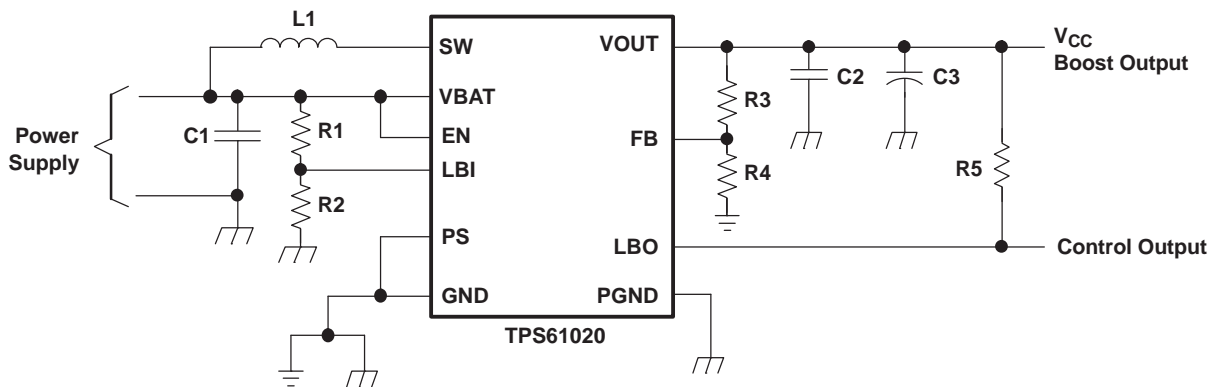 L1
SW
VOUT
VCC
Boost Output
VBAT
C2
C3
R3
Power
Supply
C1
R1
EN
FB
LBI
R4
R5
R2
PS
LBO
Control Output
GND
PGND
TPS61020